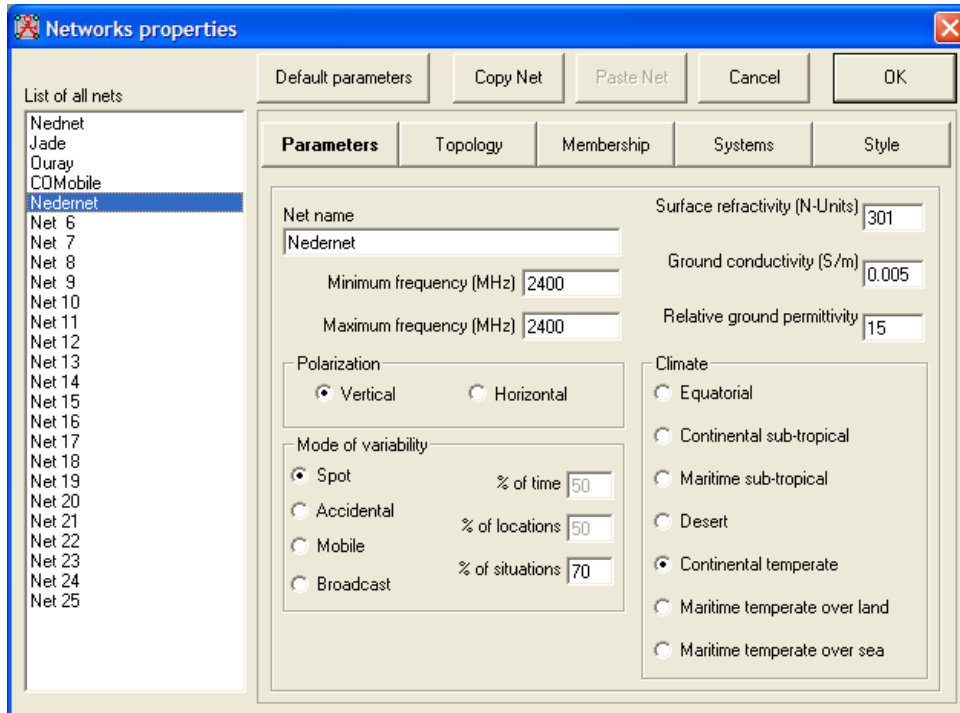 Networks properties
Default parameters
Copy Net
Paste Net
Cancel
OK
List of all nets
Nednet
Jade
Ouray
COMobile
Nedernet
Net 6
Net 7
Net 8
Net 9
Net 10
Net 11
Net 12
Net 13
Net 14
Net 15
Net 16
Net 17
Net 18
Net 19
Net 20
Net 21
Net 22
Net 23
Net 24
Net 25
Parameters
Topology
Membership
Systems
Style
Net name
Nedernet
Minimum frequency (MHz) 2400
Maximum frequency (MHz) 2400
Surface refractivity (N-Units) 301
Ground conductivity (S/m) 0.005
Relative ground permittivity 15
Polarization
Vertical
Horizontal
Mode of variability
Spot
Accidental
Mobile
Broadcast
% of time 50
% of locations 50
% of situations 70
Climate
Equatorial
Continental sub-tropical
Maritime sub-tropical
Desert
Continental temperate
Maritime temperate over land
Maritime temperate over sea